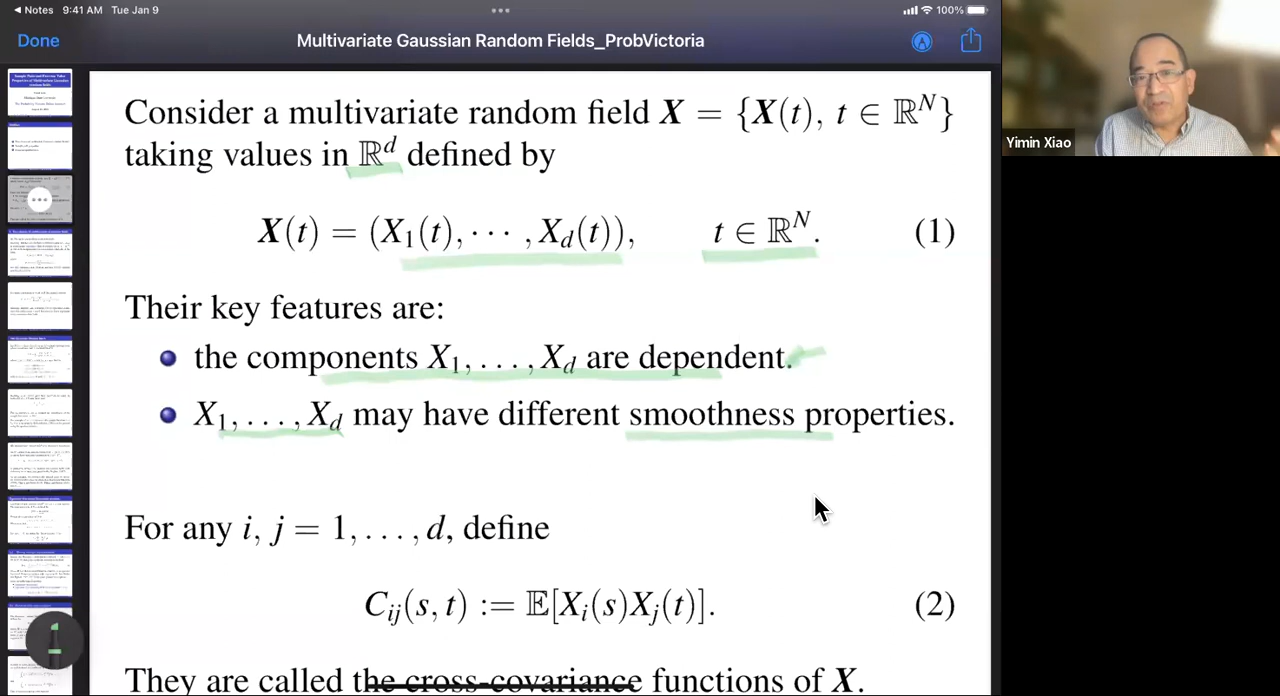 Notes 9:41 AM Tue Jan 9
100%
Done
Multivariate Gaussian Random Fields_ProbVictoria
Consider a multivariate random field X = {X(t), t ∈ ℝ^N}
taking values in ℝ^d defined by
X(t) = (X_1(t), ⋯ , X_d(t)), t ∈ ℝ^N. (1)
Their key features are:
the components X_1, . . . , X_d are dependent.
X_1, . . . , X_d may have different smoothness properties.
For any i, j = 1, . . . , d, define
C_ij(s, t) := 𝔼[X_i(s)X_j(t)]. (2)
They are called the cross-covariance functions of X.
Yimin Xiao